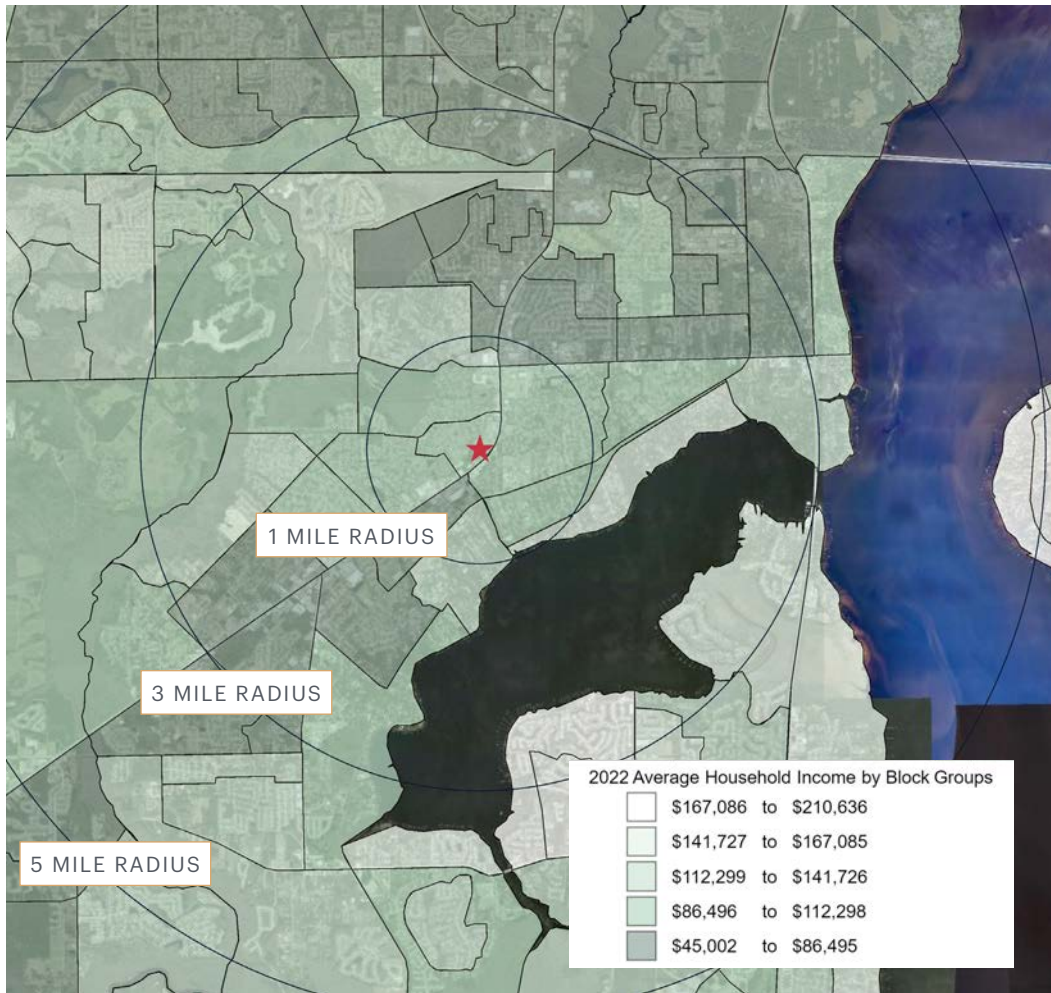 1 MILE RADIUS
3 MILE RADIUS
5 MILE RADIUS
2022 Average Household Income by Block Groups
$167,086 to $210,636
$141,727 to $167,085
$112,299 to $141,726
$86,496 to $112,298
$45,002 to $86,495